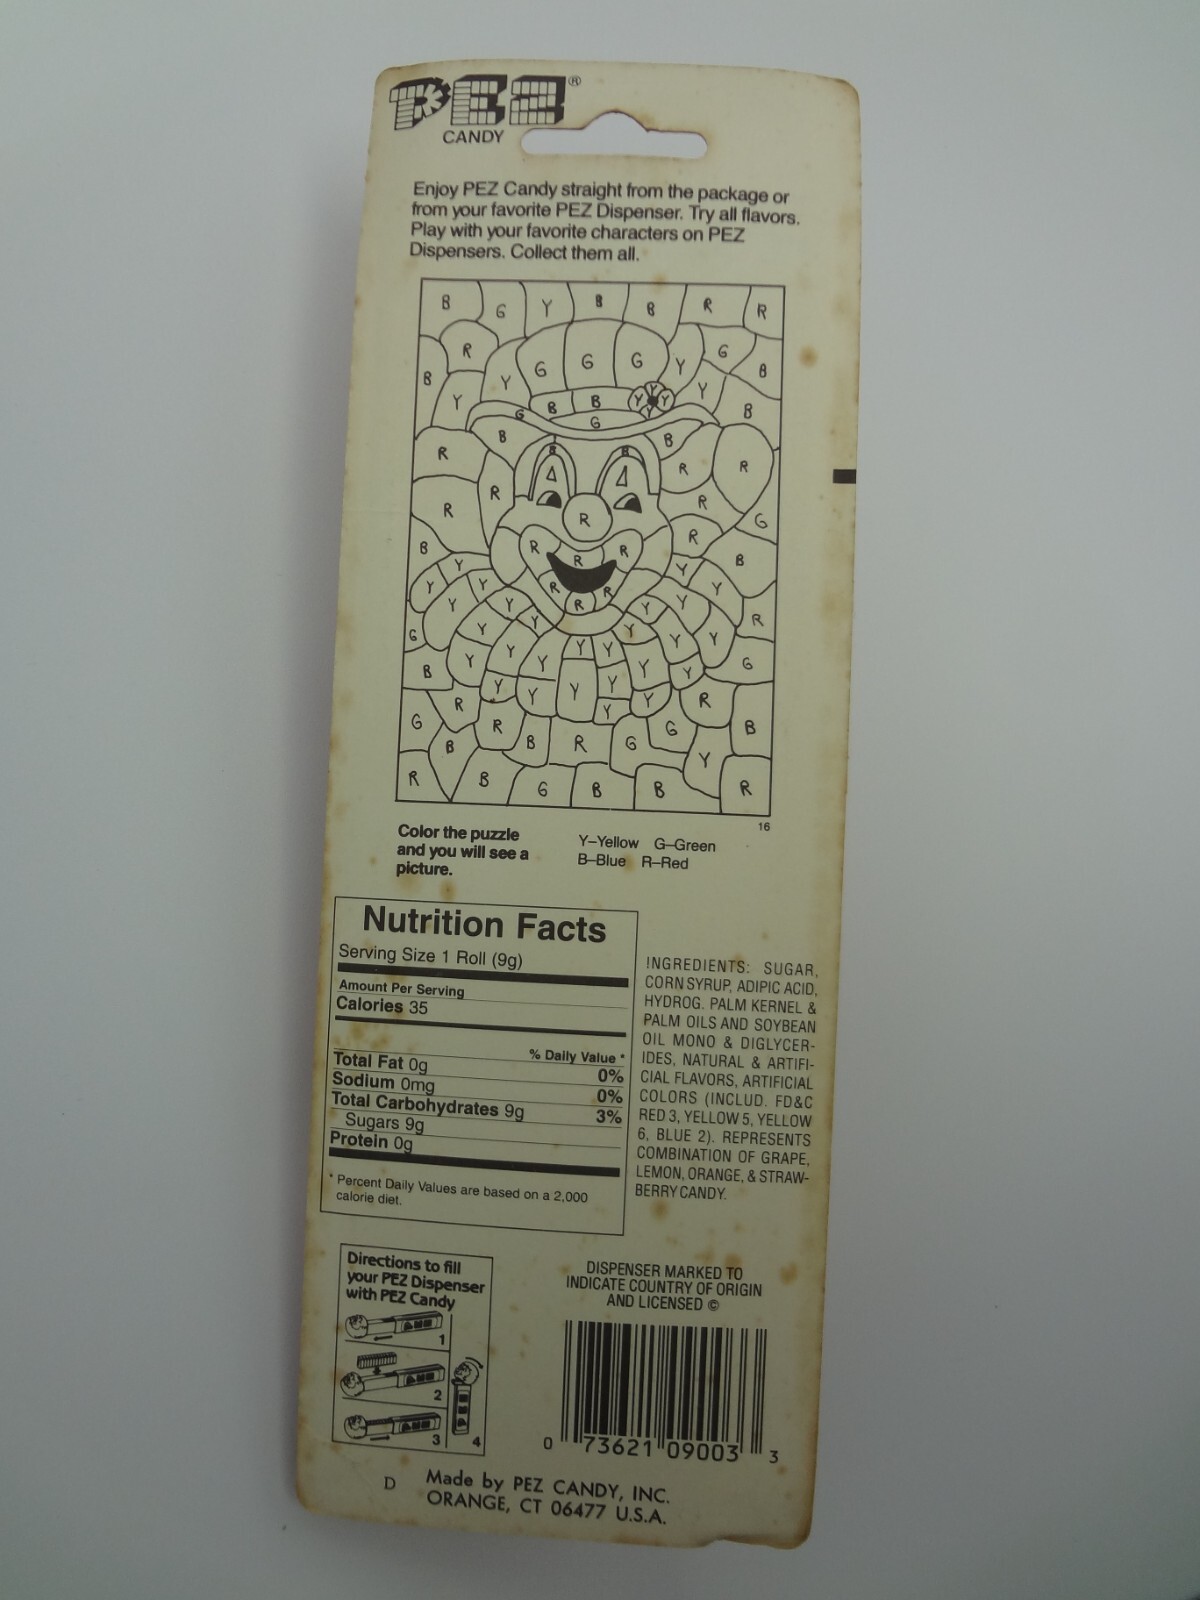 PEZ®
CANDY
Enjoy PEZ Candy straight from the package or
from your favorite PEZ Dispenser. Try all flavors.
Play with your favorite characters on PEZ
Dispensers. Collect them all.
B G Y B B R R
R G G G Y G B
B Y Y B B Y Y Y Y Y B
G G
B B
R B B R R
R R
R R G
R
B R R R R B
Y Y R R R R Y Y
Y Y Y Y Y Y R
G Y Y Y Y Y Y Y G
B Y Y Y Y Y Y Y Y
R Y R
G R B R G G B
B Y
R B G B B R
16
Color the puzzle
and you will see a
picture.
Y–Yellow G–Green
B–Blue R–Red
Nutrition Facts
Serving Size 1 Roll (9g)
Amount Per Serving
Calories 35
% Daily Value *
Total Fat 0g 0%
Sodium 0mg 0%
Total Carbohydrates 9g 3%
Sugars 9g
Protein 0g
* Percent Daily Values are based on a 2,000
calorie diet.
INGREDIENTS: SUGAR,
CORN SYRUP, ADIPIC ACID,
HYDROG. PALM KERNEL &
PALM OILS AND SOYBEAN
OIL MONO & DIGLYCER-
IDES, NATURAL & ARTIFI-
CIAL FLAVORS, ARTIFICIAL
COLORS (INCLUD. FD&C
RED 3, YELLOW 5, YELLOW
6, BLUE 2). REPRESENTS
COMBINATION OF GRAPE,
LEMON, ORANGE, & STRAW-
BERRY CANDY.
Directions to fill
your PEZ Dispenser
with PEZ Candy
1
2
3
4
DISPENSER MARKED TO
INDICATE COUNTRY OF ORIGIN
AND LICENSED ©
0 73621 09003 3
D
Made by PEZ CANDY, INC.
ORANGE, CT 06477 U.S.A.